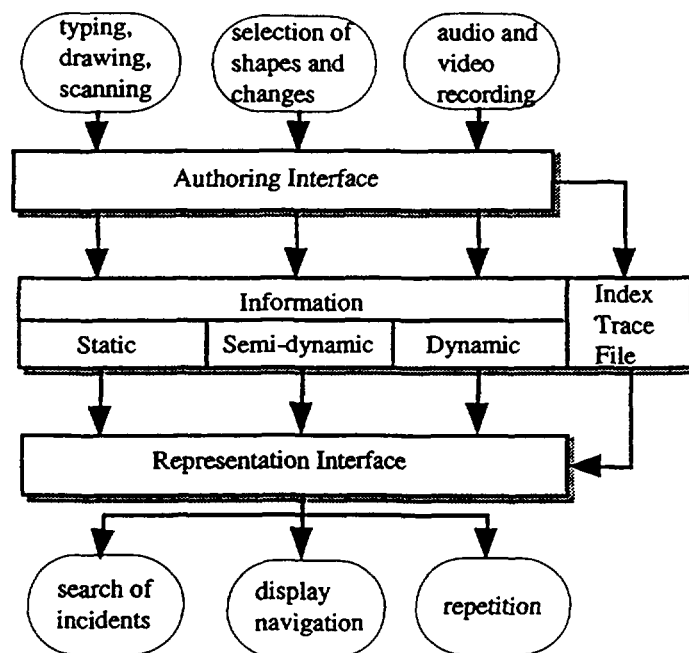 typing,
drawing,
scanning
selection of
shapes and
changes
audio and
video
recording
Authoring Interface
Information
Index
Trace
File
Static
Semi-dynamic
Dynamic
Representation Interface
search of
incidents
display
navigation
repetition